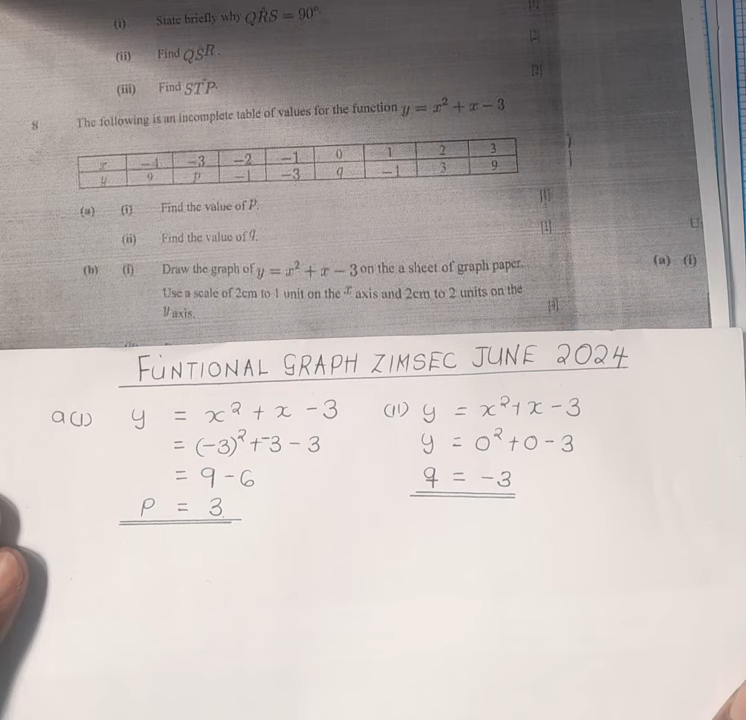 (i) State briefly why QR̂S = 90°. [1]
(ii) Find QŜR. [2]
(iii) Find ST̂P. [2]
8 The following is an incomplete table of values for the function y = x² + x − 3
x −4 −3 −2 −1 0 1 2 3
y 9 p −1 −3 q −1 3 9
(a) (i) Find the value of P. [1]
(ii) Find the value of q. [1]
(b) (i) Draw the graph of y = x² + x − 3 on the a sheet of graph paper.
Use a scale of 2cm to 1 unit on the x axis and 2cm to 2 units on the
y axis.
(a) (i)
FUNTIONAL GRAPH ZIMSEC JUNE 2024
a(i) y = x² + x - 3
= (-3)² + -3 - 3
= 9 - 6
P = 3
(ii) y = x² + x - 3
y = 0² + 0 - 3
q = -3